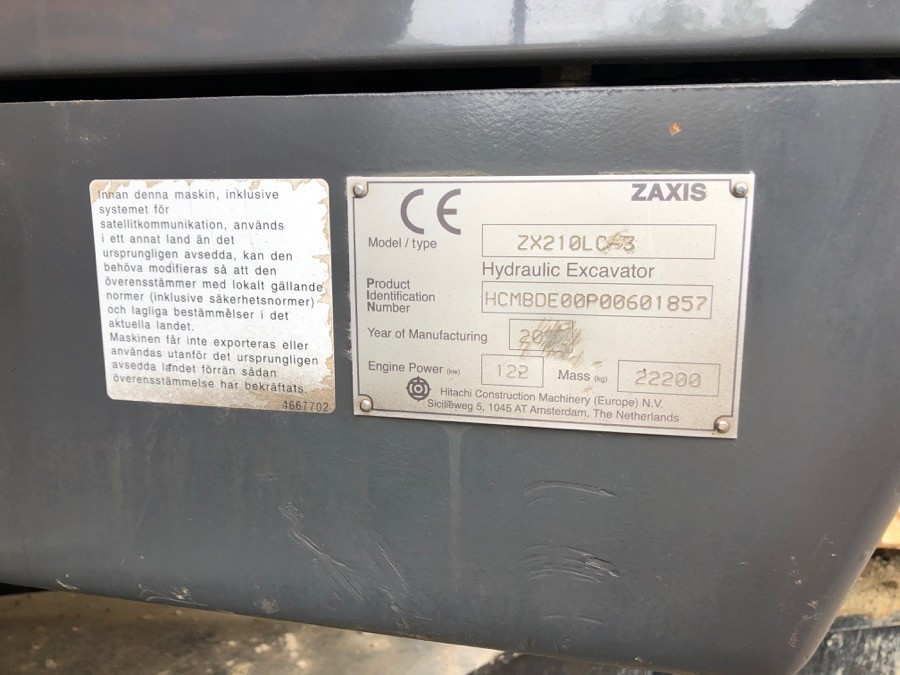 Innan denna maskin, inklusive
systemet för
satellitkommunikation, används
i ett annat land än det
ursprungligen avsedda, kan den
behöva modifieras så att den
överensstämmer med lokalt gällande
normer (inklusive säkerhetsnormer)
och lagliga bestämmelser i det
aktuella landet.
Maskinen får inte exporteras eller
användas utanför det ursprungligen
avsedda landet förrän sådan
överensstämmelse har bekräftats.
4667702
CE ZAXIS
Model / type ZX210LC-3
Hydraulic Excavator
Product
Identification
Number
HCMBDE00P00601857
Year of Manufacturing
Engine Power (kw) 122 Mass (kg) 22200
Hitachi Construction Machinery (Europe) N.V.
Sicilieweg 5, 1045 AT Amsterdam, The Netherlands